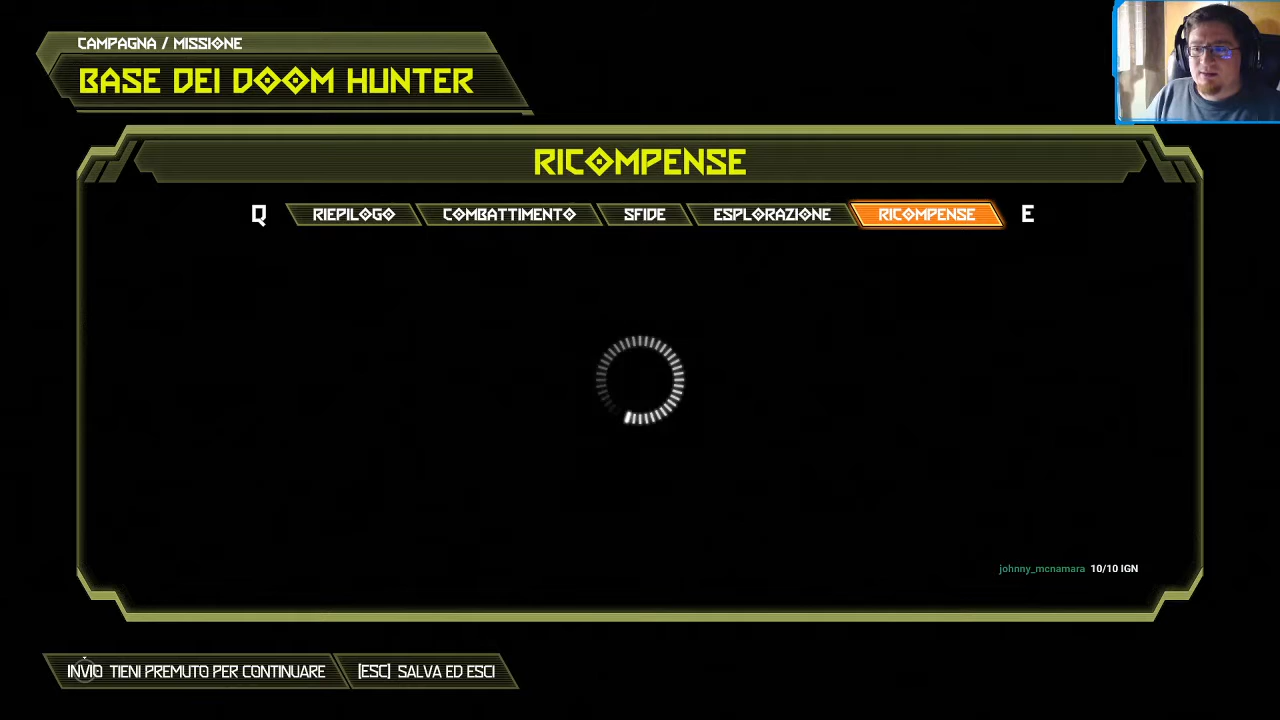 CAMPAGNA / MISSIONE
BASE DEI DOOM HUNTER
RICOMPENSE
Q RIEPILOGO COMBATTIMENTO SFIDE ESPLORAZIONE RICOMPENSE E
johnny_mcnamara 10/10 IGN
INVIO TIENI PREMUTO PER CONTINUARE [ESC] SALVA ED ESCI